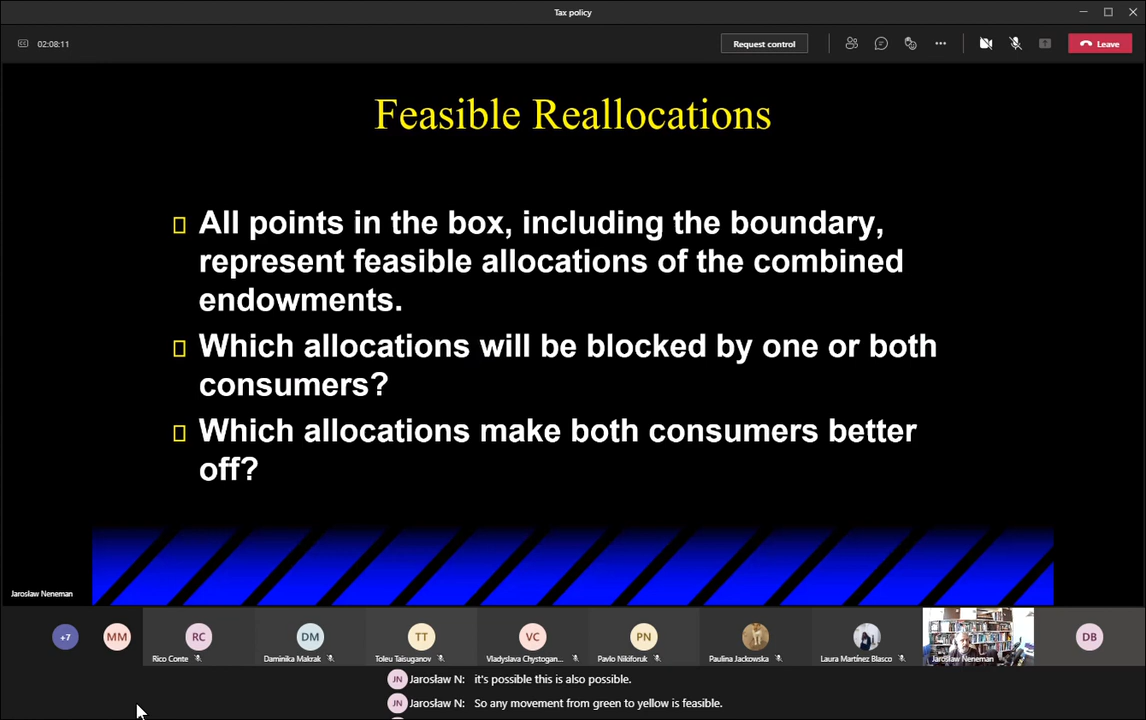 Tax policy
02:08:11
Request control
Leave
Feasible Reallocations
All points in the box, including the boundary,
represent feasible allocations of the combined
endowments.
Which allocations will be blocked by one or both
consumers?
Which allocations make both consumers better
off?
Jarosław Neneman
+7
MM
RC
DM
TT
VC
PN
DB
Rico Conte
Daminika Makrak
Toleu Taisuganov
Vladyslava Chystogan...
Pavlo Nikiforuk
Paulina Jackowska
Laura Martínez Blasco
Jarosław Neneman
JN Jarosław N: it's possible this is also possible.
JN Jarosław N: So any movement from green to yellow is feasible.